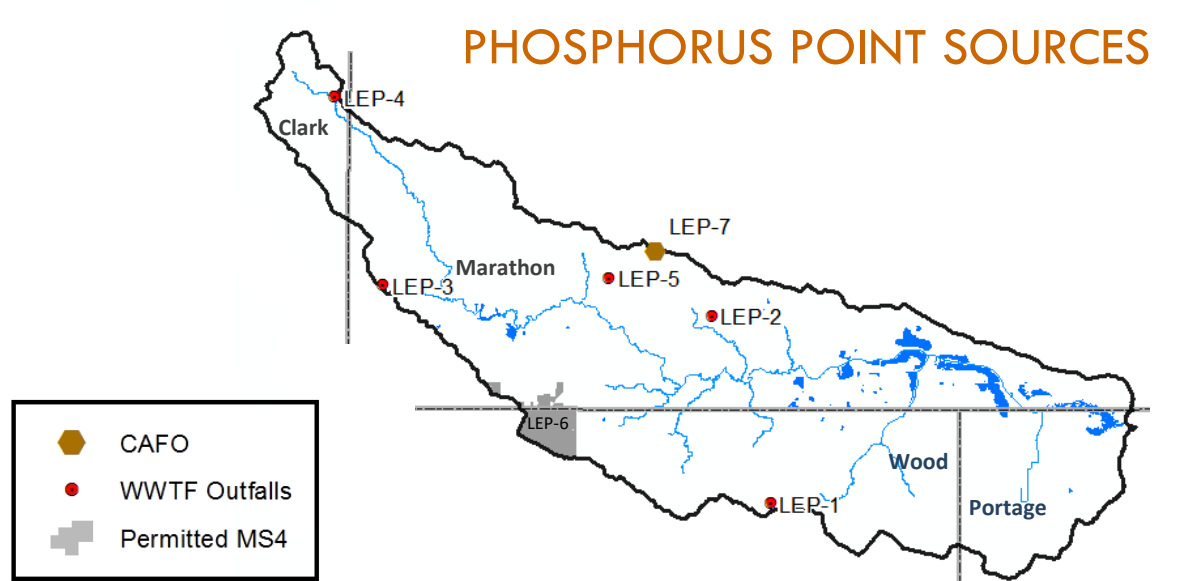 PHOSPHORUS POINT SOURCES
LEP-4
Clark
LEP-7
Marathon
LEP-5
LEP-3
LEP-2
LEP-6
Wood
LEP-1
Portage
CAFO
WWTF Outfalls
Permitted MS4